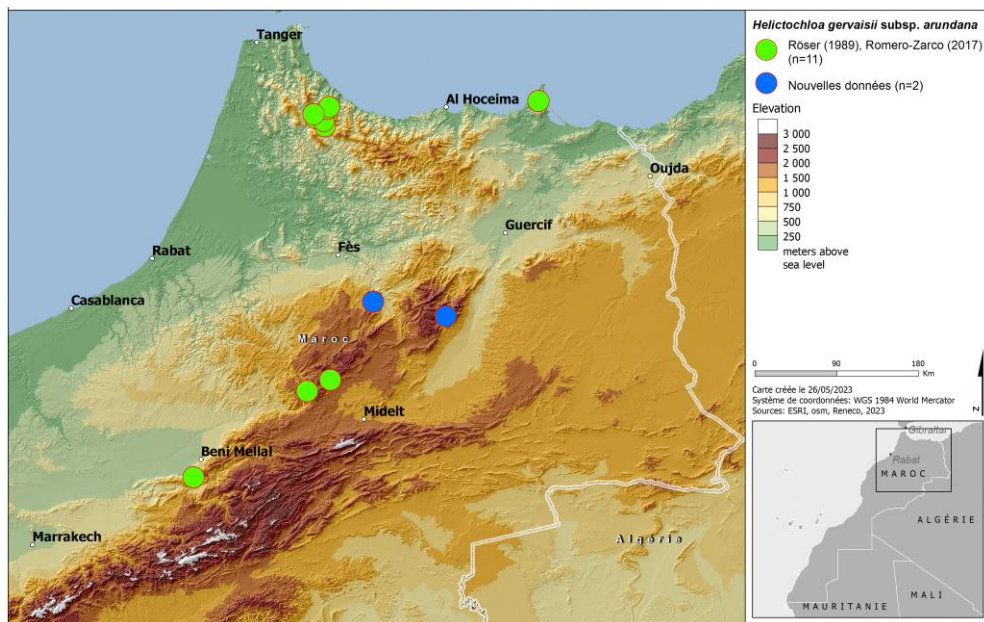 Tanger
Al Hoceima
Oujda
Guercif
Fès
Rabat
Casablanca
Maroc
Midelt
Beni Mellal
Marrakech
Algérie
Helictochloa gervaisii subsp. arundana
Röser (1989), Romero-Zarco (2017)
(n=11)
Nouvelles données (n=2)
Elevation
3 000
2 500
2 000
1 500
1 000
750
500
250
meters above
sea level
0 90 180
Km
Carte créée le 26/05/2023
Système de coordonnées: WGS 1984 World Mercator
Sources: ESRI, osm, Reneco, 2023
N
Gibraltar
Rabat
MAROC
ALGÉRIE
MALI
MAURITANIE